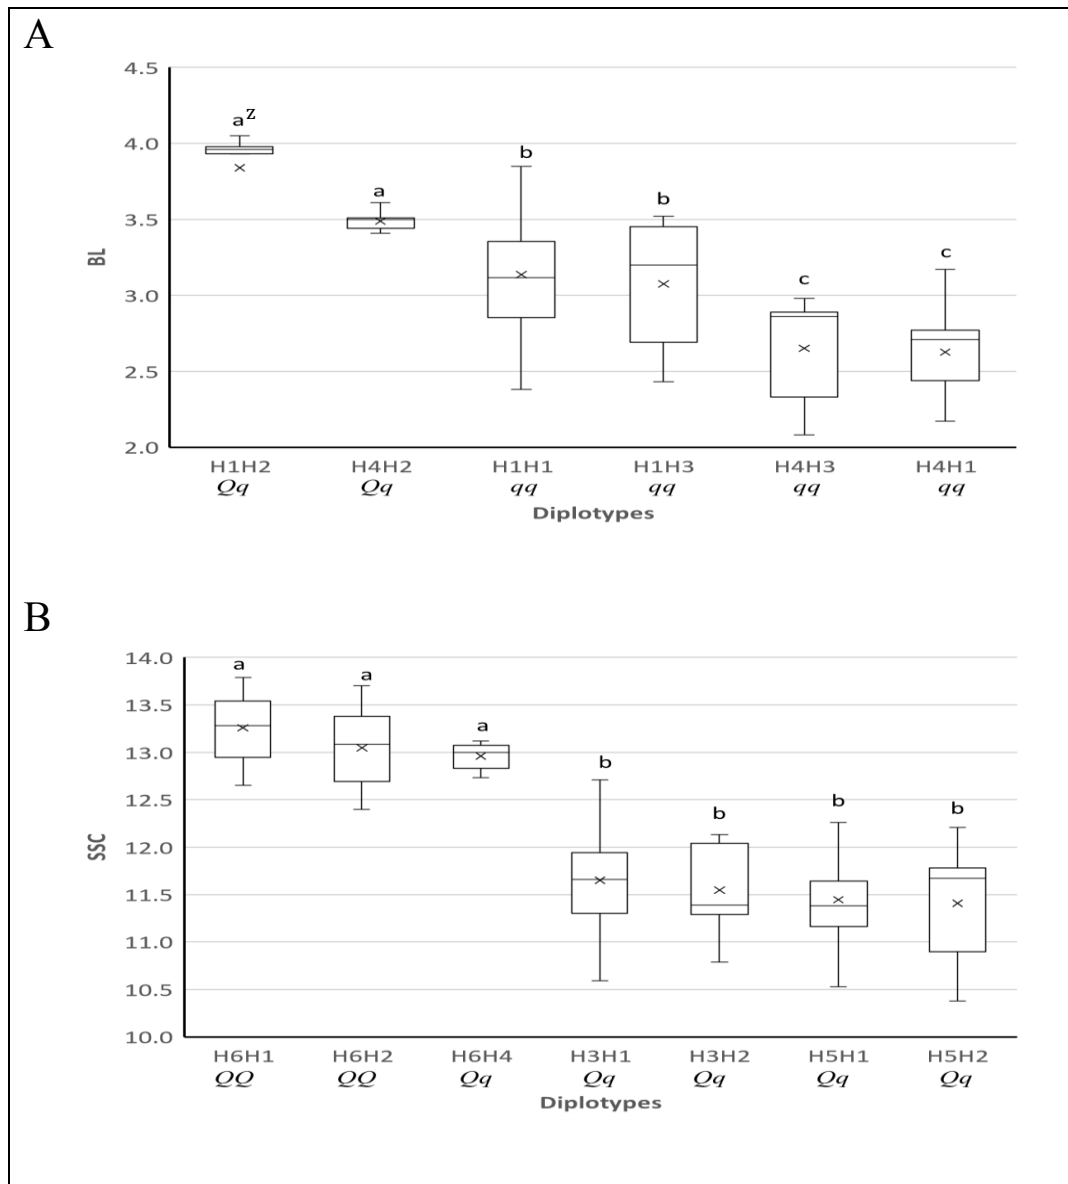 A
4.5
a^z
4.0
b
a
b
3.5
c
c
3.0
2.5
2.0
BL
H1H2 H4H2 H1H1 H1H3 H4H3 H4H1
Qq Qq qq qq qq qq
Diplotypes
B
14.0
a a
13.5
a
13.0
b
12.5
b b b
12.0
11.5
11.0
10.5
10.0
SSC
H6H1 H6H2 H6H4 H3H1 H3H2 H5H1 H5H2
QQ QQ Qq Qq Qq Qq Qq
Diplotypes